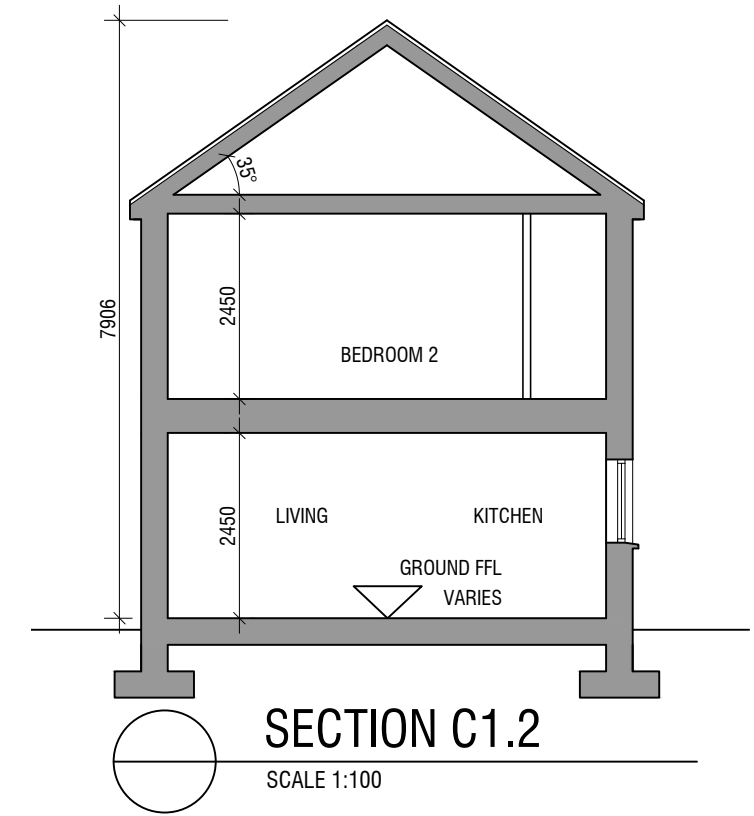 35°
7906
2450
BEDROOM 2
2450
LIVING
KITCHEN
GROUND FFL
VARIES
SECTION C1.2
SCALE 1:100